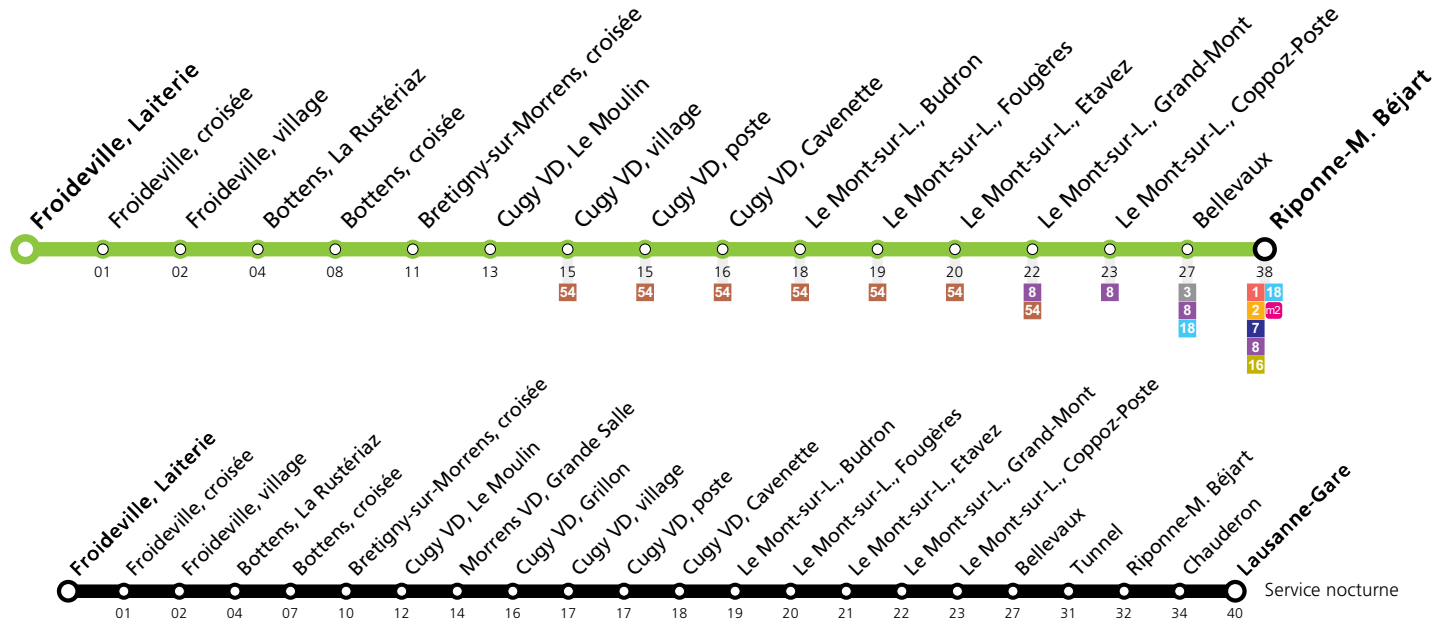 Froideville, Laiterie
Froideville, croisée
Froideville, village
Bottens, La Rustériaz
Bottens, croisée
Bretigny-sur-Morrens, croisée
Cugy VD, Le Moulin
Cugy VD, village
Cugy VD, poste
Cugy VD, Cavenette
Le Mont-sur-L., Budron
Le Mont-sur-L., Fougères
Le Mont-sur-L., Etavez
Le Mont-sur-L., Grand-Mont
Le Mont-sur-L., Coppoz-Poste
Bellevaux
Riponne-M. Béjart
01 02 04 08 11 13 15 15 16 18 19 20 22 23 27 38
54 54 54 54 54 54 8 8 3 1 18
54 8 2 m2
18 7
8
16
Froideville, Laiterie
Froideville, croisée
Froideville, village
Bottens, La Rustériaz
Bottens, croisée
Bretigny-sur-Morrens, croisée
Cugy VD, Le Moulin
Morrens VD, Grande Salle
Cugy VD, Grillon
Cugy VD, village
Cugy VD, poste
Cugy VD, Cavenette
Le Mont-sur-L., Budron
Le Mont-sur-L., Fougères
Le Mont-sur-L., Etavez
Le Mont-sur-L., Grand-Mont
Le Mont-sur-L., Coppoz-Poste
Bellevaux
Tunnel
Riponne-M. Béjart
Chauderon
Lausanne-Gare
Service nocturne
01 02 04 07 10 12 14 16 17 17 18 19 20 21 22 23 27 31 32 34 40